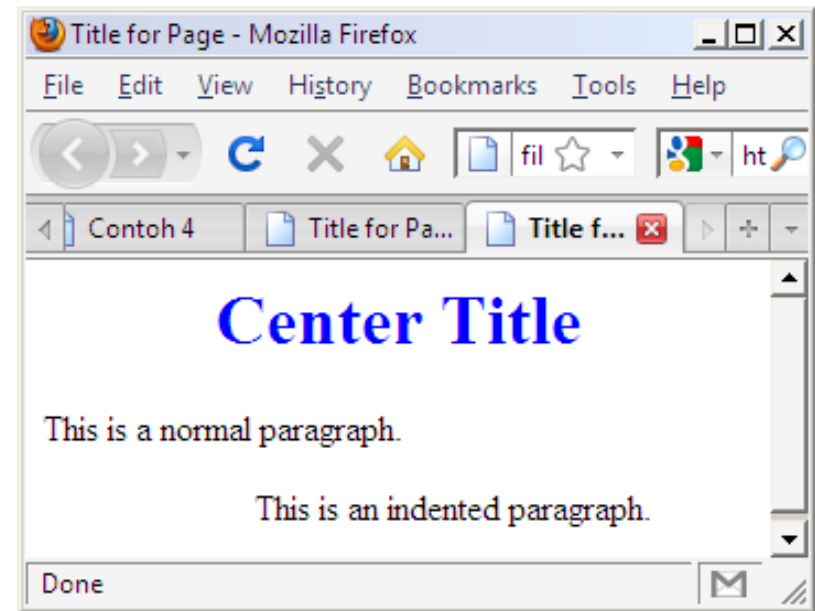 Title for Page - Mozilla Firefox
File Edit View History Bookmarks Tools Help
fil ht
Contoh 4 Title for Pa... Title f...
Center Title
This is a normal paragraph.
This is an indented paragraph.
Done